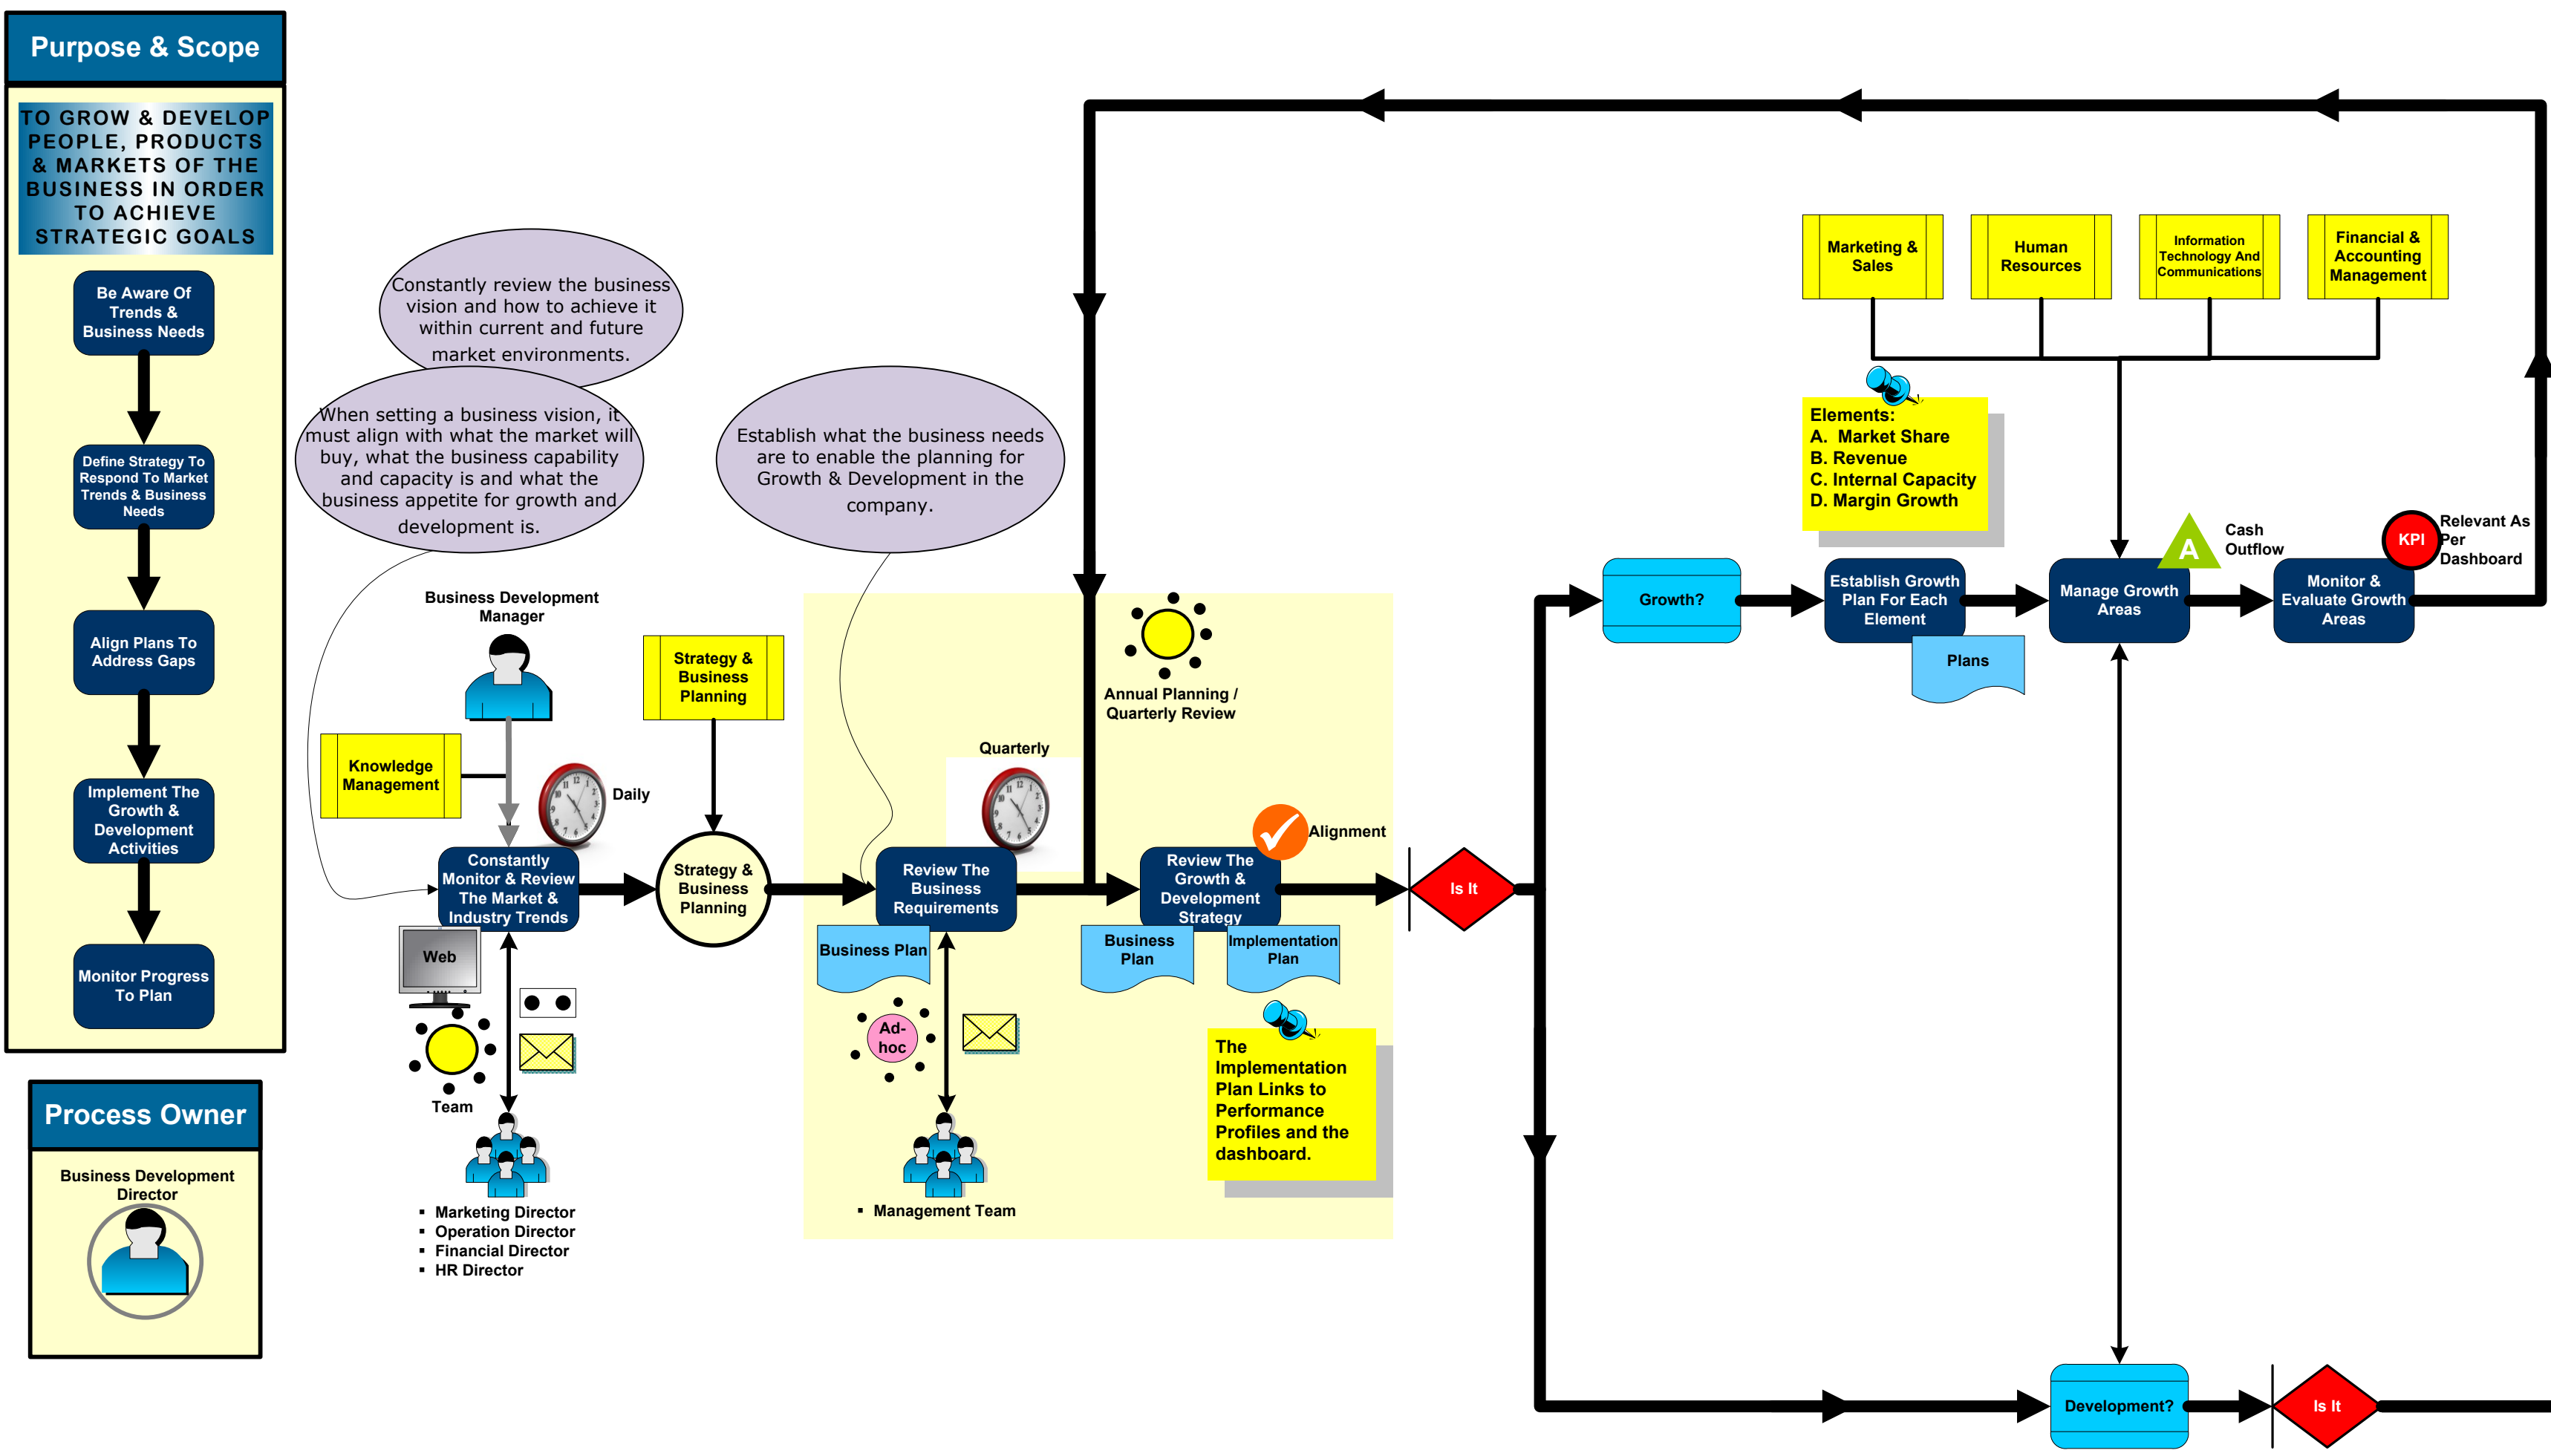 Purpose & Scope
TO GROW & DEVELOP
PEOPLE, PRODUCTS
& MARKETS OF THE
BUSINESS IN ORDER
TO ACHIEVE
STRATEGIC GOALS
Be Aware Of
Trends &
Business Needs
Define Strategy To
Respond To Market
Trends & Business
Needs
Align Plans To
Address Gaps
Implement The
Growth &
Development
Activities
Monitor Progress
To Plan
Process Owner
Business Development
Director
Constantly review the business
vision and how to achieve it
within current and future
market environments.
When setting a business vision, it
must align with what the market will
buy, what the business capability
and capacity is and what the
business appetite for growth and
development is.
Establish what the business needs
are to enable the planning for
Growth & Development in the
company.
Business Development
Manager
Knowledge
Management
Daily
Constantly
Monitor & Review
The Market &
Industry Trends
Web
Team
▪ Marketing Director
▪ Operation Director
▪ Financial Director
▪ HR Director
Strategy &
Business
Planning
Strategy &
Business
Planning
Quarterly
Review The
Business
Requirements
Business Plan
Ad-
hoc
▪ Management Team
Annual Planning /
Quarterly Review
Alignment
Review The
Growth &
Development
Strategy
Business
Plan
Implementation
Plan
The
Implementation
Plan Links to
Performance
Profiles and the
dashboard.
Is It
Marketing &
Sales
Human
Resources
Information
Technology And
Communications
Financial &
Accounting
Management
Elements:
A. Market Share
B. Revenue
C. Internal Capacity
D. Margin Growth
Growth?
Establish Growth
Plan For Each
Element
Plans
Manage Growth
Areas
A
Cash
Outflow
Monitor &
Evaluate Growth
Areas
KPI
Relevant As
Per
Dashboard
Development?
Is It